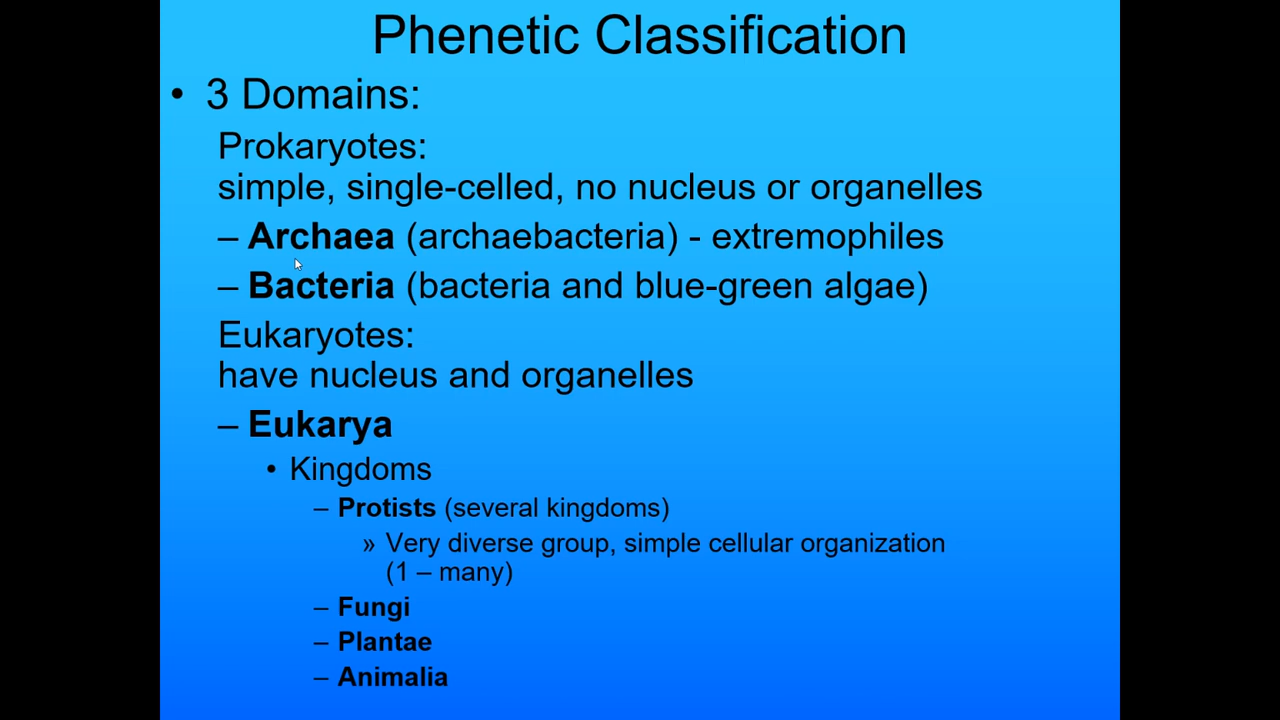 Phenetic Classification
• 3 Domains:
Prokaryotes:
simple, single-celled, no nucleus or organelles
– Archaea (archaebacteria) - extremophiles
– Bacteria (bacteria and blue-green algae)
Eukaryotes:
have nucleus and organelles
– Eukarya
• Kingdoms
– Protists (several kingdoms)
» Very diverse group, simple cellular organization
(1 – many)
– Fungi
– Plantae
– Animalia